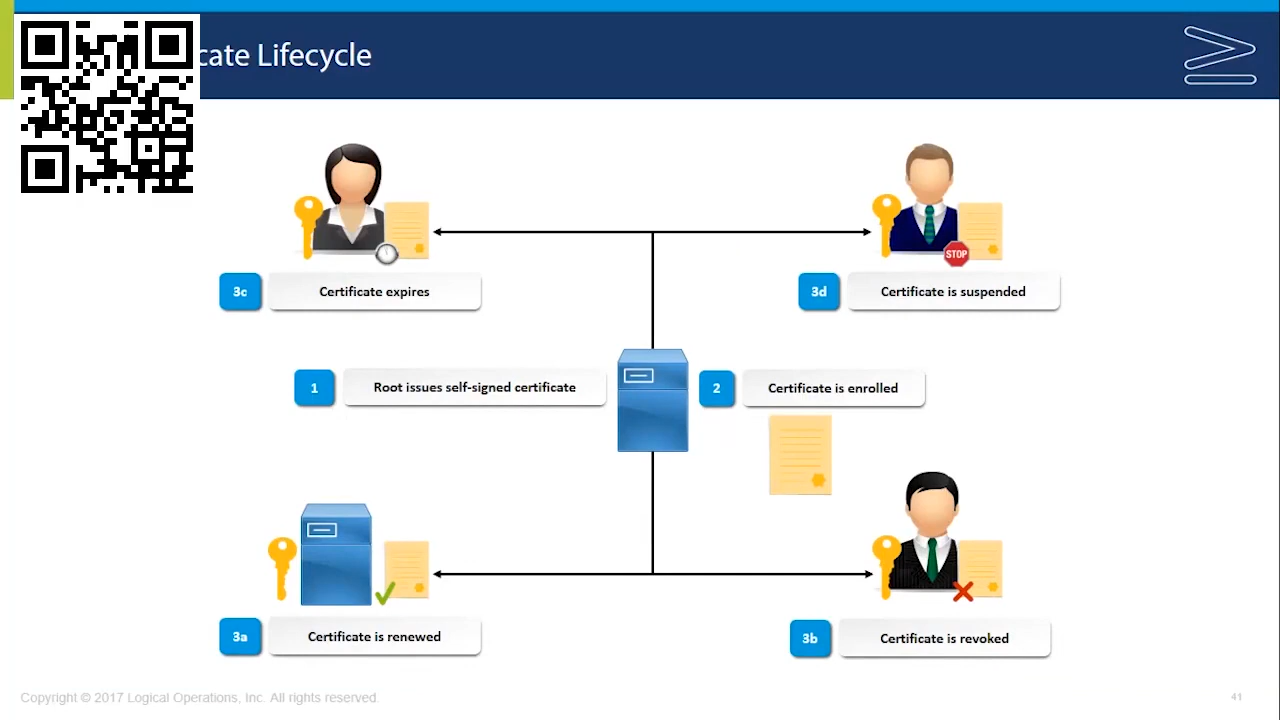 cate Lifecycle
3c
Certificate expires
STOP
3d
Certificate is suspended
1
Root issues self-signed certificate
2
Certificate is enrolled
3a
Certificate is renewed
3b
Certificate is revoked
Copyright © 2017 Logical Operations, Inc. All rights reserved.
41